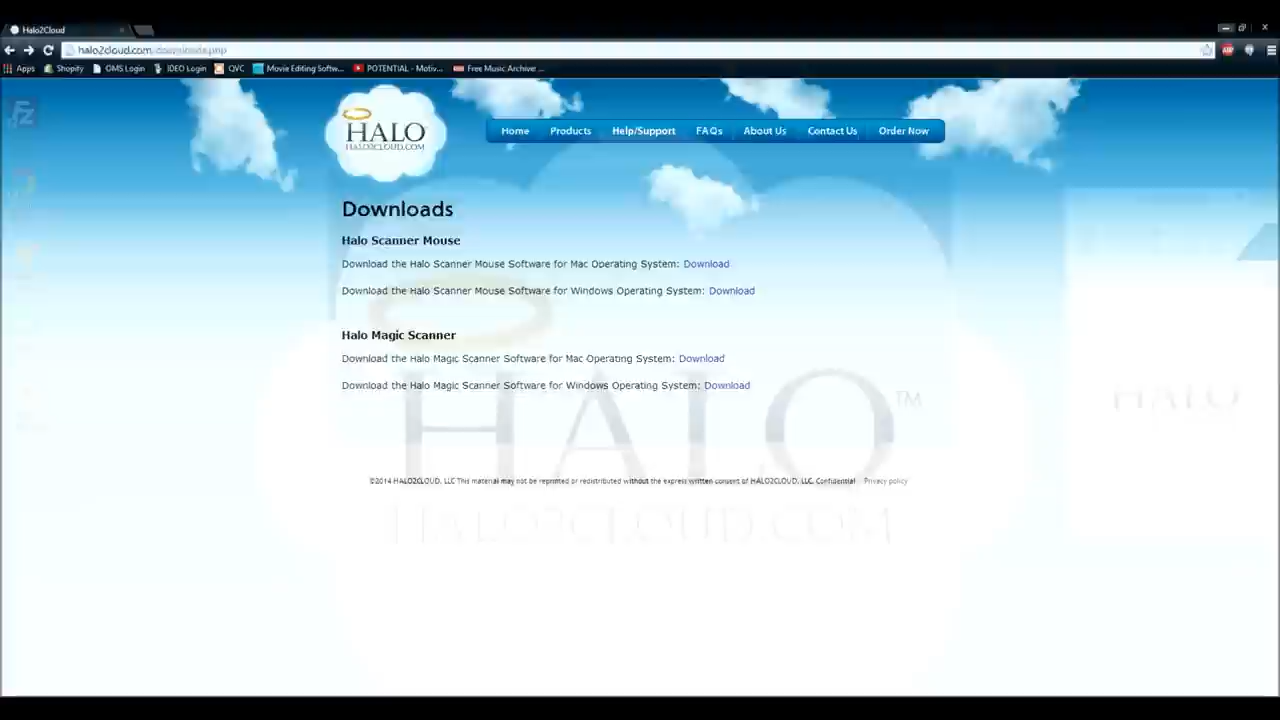 Halo2Cloud
halo2cloud.com/downloads.php
Apps Shopify OMS Login IDEO Login QVC Movie Editing Softw... POTENTIAL - Motiv... Free Music Archive ...
HALO
HALO2CLOUD.COM
Home Products Help/Support FAQs About Us Contact Us Order Now
Downloads
Halo Scanner Mouse
Download the Halo Scanner Mouse Software for Mac Operating System: Download
Download the Halo Scanner Mouse Software for Windows Operating System: Download
Halo Magic Scanner
Download the Halo Magic Scanner Software for Mac Operating System: Download
Download the Halo Magic Scanner Software for Windows Operating System: Download
HALO™
HALO
©2014 HALO2CLOUD, LLC This material may not be reprinted or redistributed without the express written consent of HALO2CLOUD, LLC. Confidential Privacy policy
HALO2CLOUD.COM